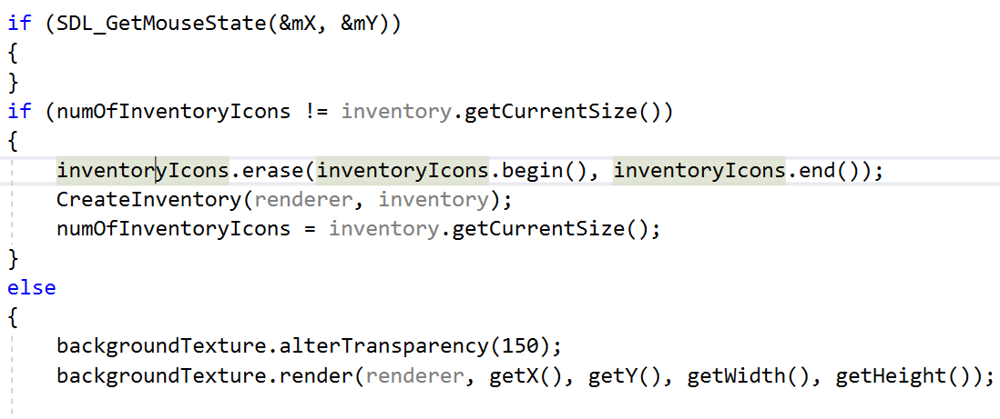 if (SDL_GetMouseState(&mX, &mY))
{
}
if (numOfInventoryIcons != inventory.getCurrentSize())
{
    inventoryIcons.erase(inventoryIcons.begin(), inventoryIcons.end());
    CreateInventory(renderer, inventory);
    numOfInventoryIcons = inventory.getCurrentSize();
}
else
{
    backgroundTexture.alterTransparency(150);
    backgroundTexture.render(renderer, getX(), getY(), getWidth(), getHeight());